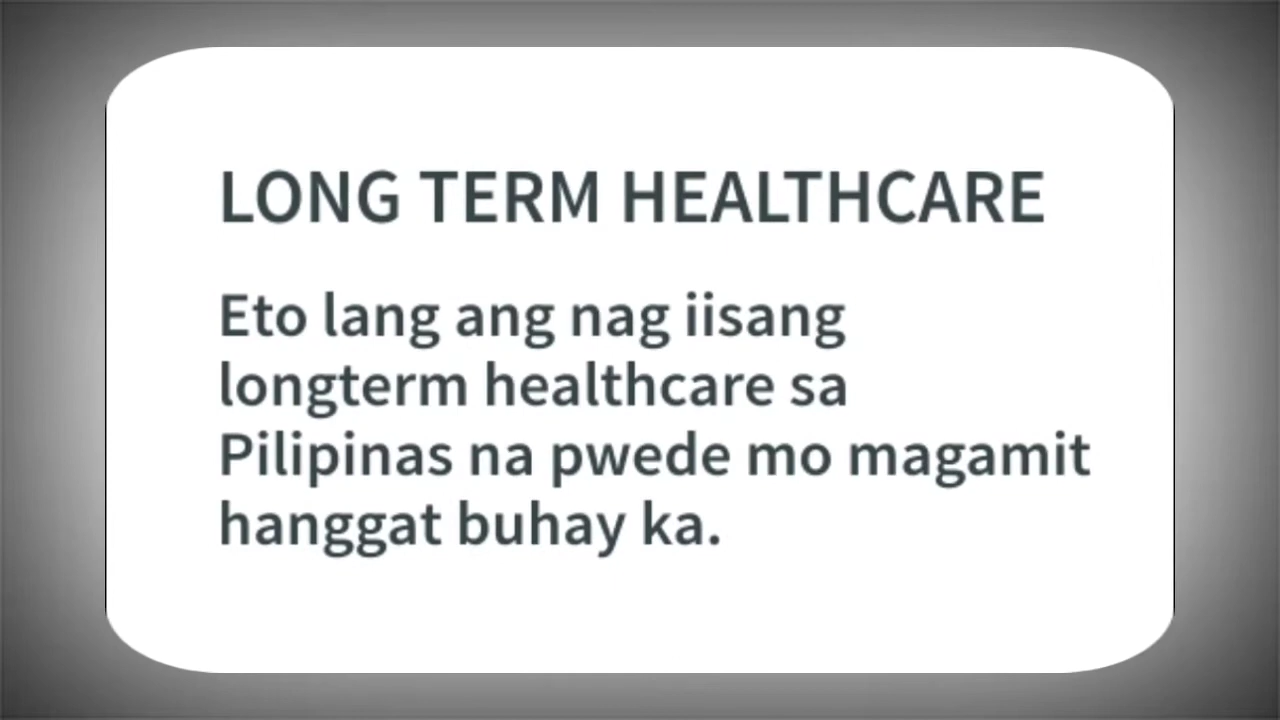 LONG TERM HEALTHCARE
Eto lang ang nag iisang
longterm healthcare sa
Pilipinas na pwede mo magamit
hanggat buhay ka.